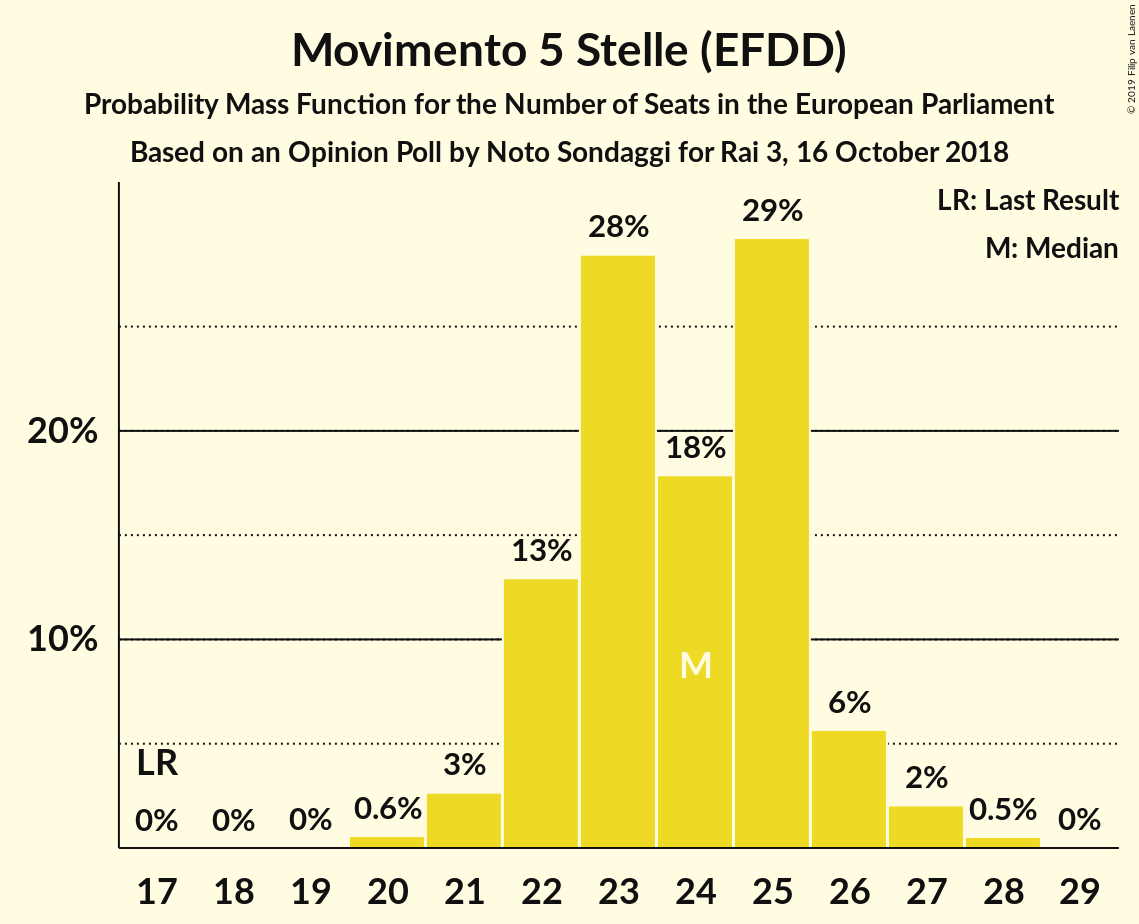 Movimento 5 Stelle (EFDD)
Probability Mass Function for the Number of Seats in the European Parliament
Based on an Opinion Poll by Noto Sondaggi for Rai 3, 16 October 2018
© 2019 Filip van Laenen
LR: Last Result
M: Median
29%
28%
20%
18%
13%
10%
M
6%
LR
3%
2%
0%
0%
0%
0.6%
0.5%
0%
17 18 19 20 21 22 23 24 25 26 27 28 29